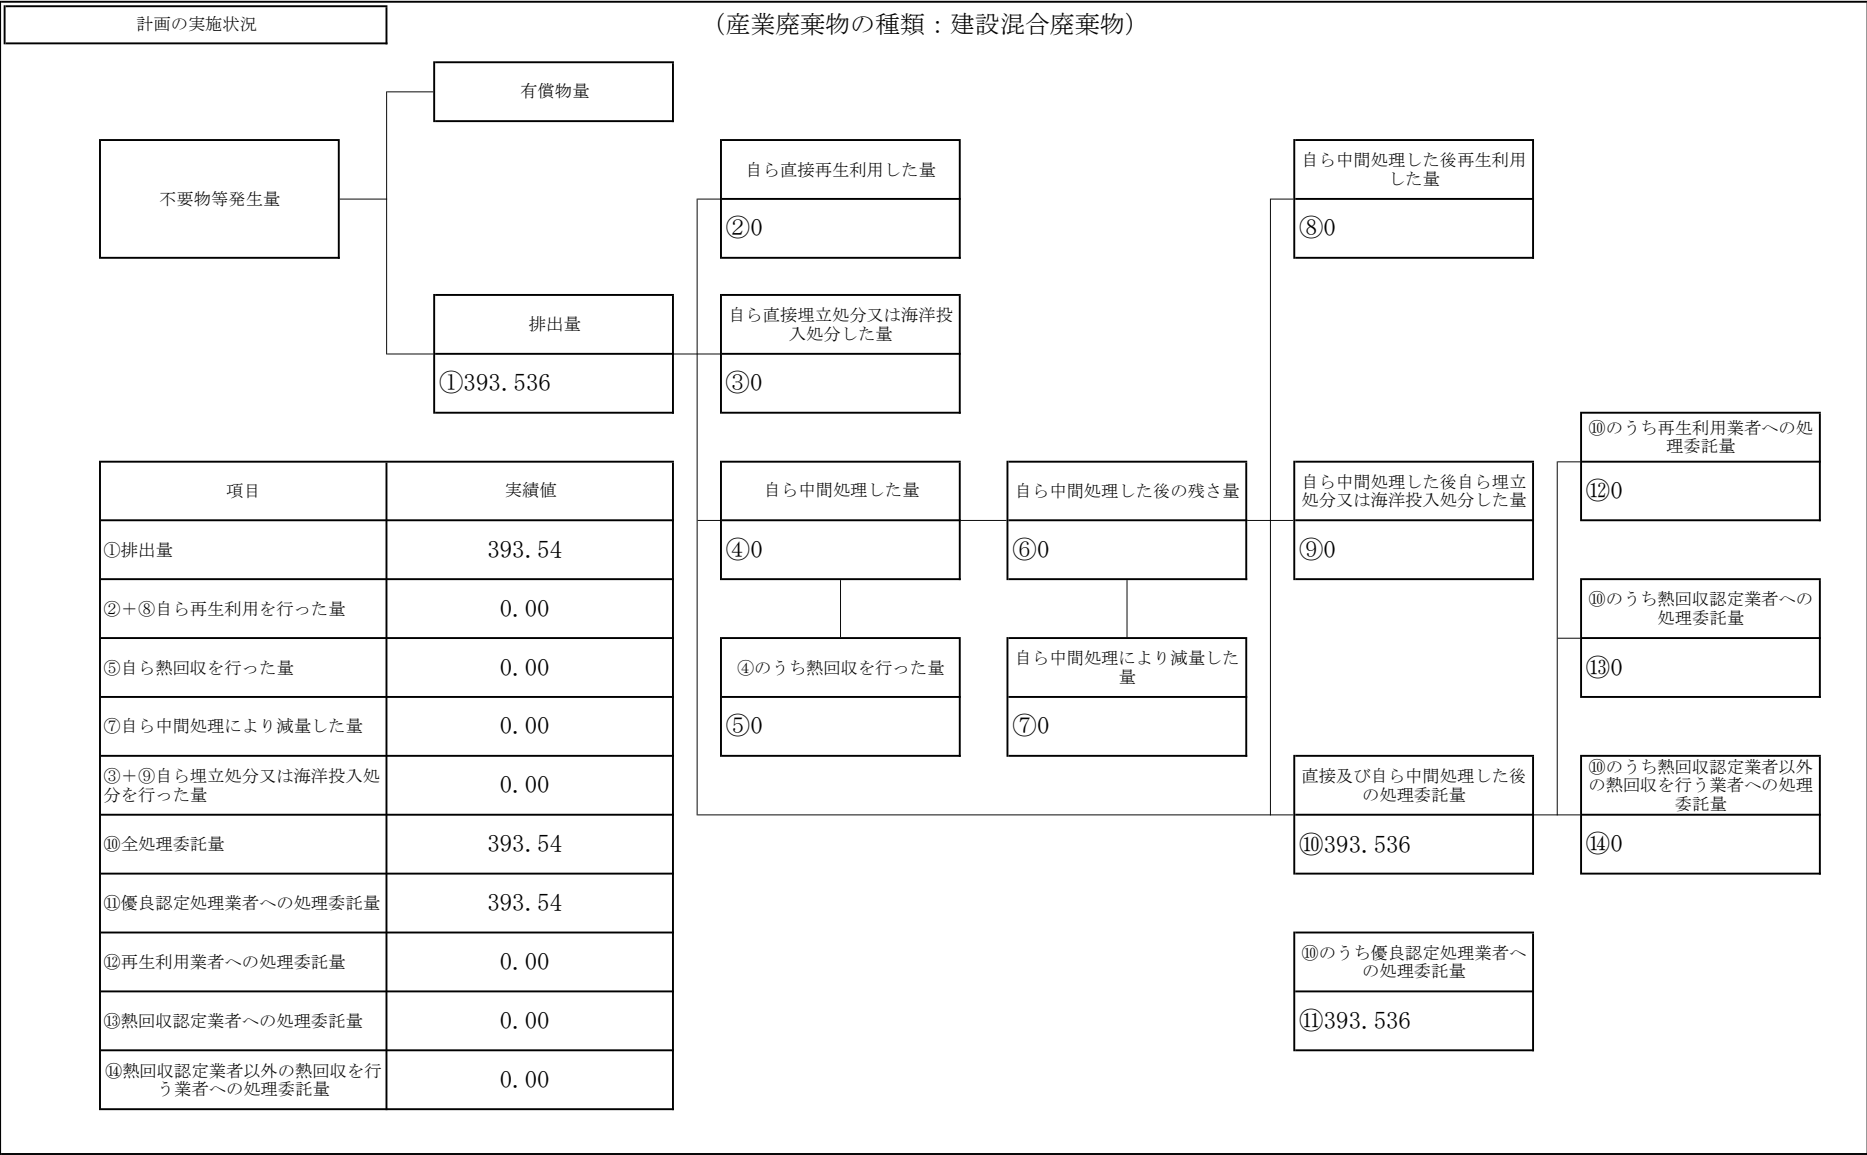 計画の実施状況
（産業廃棄物の種類：建設混合廃棄物）
有償物量
不要物等発生量
自ら直接再生利用した量
②0
自ら中間処理した後再生利用
した量
⑧0
排出量
①393.536
自ら直接埋立処分又は海洋投
入処分した量
③0
⑩のうち再生利用業者への処
理委託量
⑫0
自ら中間処理した量
④0
自ら中間処理した後の残さ量
⑥0
自ら中間処理した後自ら埋立
処分又は海洋投入処分した量
⑨0
⑩のうち熱回収認定業者への
処理委託量
⑬0
④のうち熱回収を行った量
⑤0
自ら中間処理により減量した
量
⑦0
直接及び自ら中間処理した後
の処理委託量
⑩393.536
⑩のうち熱回収認定業者以外
の熱回収を行う業者への処理
委託量
⑭0
⑩のうち優良認定処理業者へ
の処理委託量
⑪393.536
項目 実績値
①排出量 393.54
②＋⑧自ら再生利用を行った量 0.00
⑤自ら熱回収を行った量 0.00
⑦自ら中間処理により減量した量 0.00
③＋⑨自ら埋立処分又は海洋投入処
分を行った量 0.00
⑩全処理委託量 393.54
⑪優良認定処理業者への処理委託量 393.54
⑫再生利用業者への処理委託量 0.00
⑬熱回収認定業者への処理委託量 0.00
⑭熱回収認定業者以外の熱回収を行
う業者への処理委託量 0.00